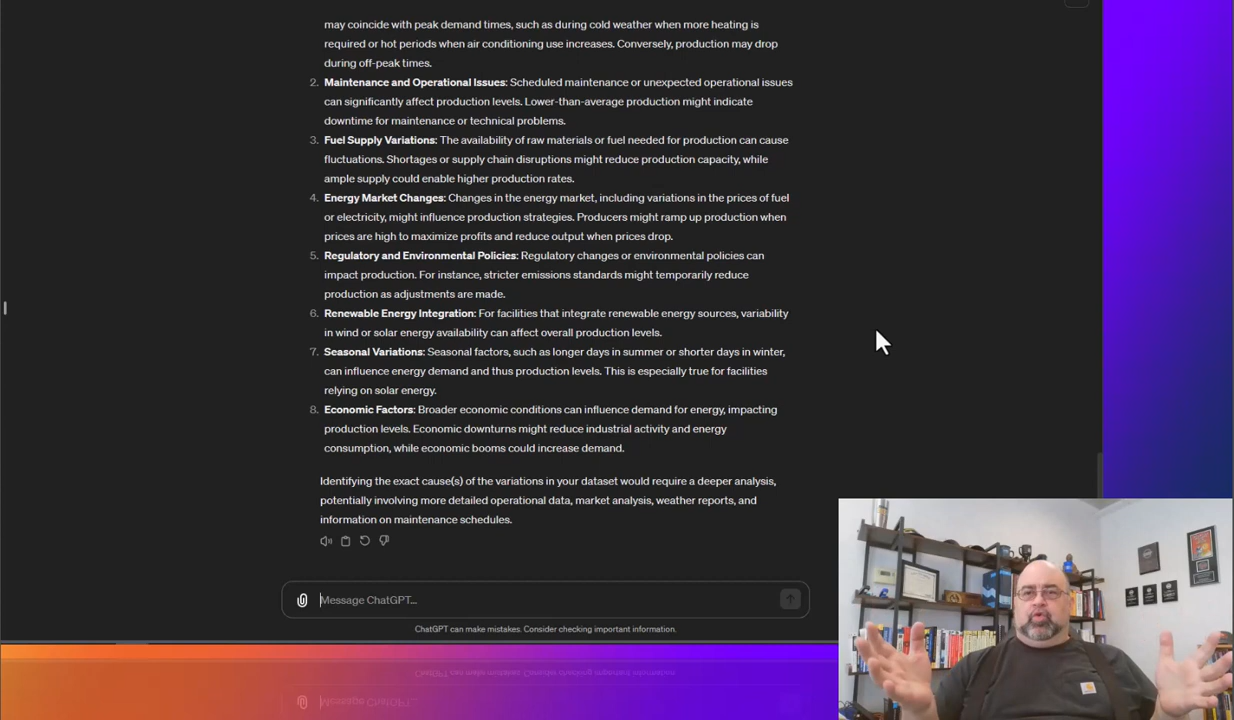 may coincide with peak demand times, such as during cold weather when more heating is
required or hot periods when air conditioning use increases. Conversely, production may drop
during off-peak times.
2. Maintenance and Operational Issues: Scheduled maintenance or unexpected operational issues
can significantly affect production levels. Lower-than-average production might indicate
downtime for maintenance or technical problems.
3. Fuel Supply Variations: The availability of raw materials or fuel needed for production can cause
fluctuations. Shortages or supply chain disruptions might reduce production capacity, while
ample supply could enable higher production rates.
4. Energy Market Changes: Changes in the energy market, including variations in the prices of fuel
or electricity, might influence production strategies. Producers might ramp up production when
prices are high to maximize profits and reduce output when prices drop.
5. Regulatory and Environmental Policies: Regulatory changes or environmental policies can
impact production. For instance, stricter emissions standards might temporarily reduce
production as adjustments are made.
6. Renewable Energy Integration: For facilities that integrate renewable energy sources, variability
in wind or solar energy availability can affect overall production levels.
7. Seasonal Variations: Seasonal factors, such as longer days in summer or shorter days in winter,
can influence energy demand and thus production levels. This is especially true for facilities
relying on solar energy.
8. Economic Factors: Broader economic conditions can influence demand for energy, impacting
production levels. Economic downturns might reduce industrial activity and energy
consumption, while economic booms could increase demand.
Identifying the exact cause(s) of the variations in your dataset would require a deeper analysis,
potentially involving more detailed operational data, market analysis, weather reports, and
information on maintenance schedules.
Message ChatGPT...
ChatGPT can make mistakes. Consider checking important information.